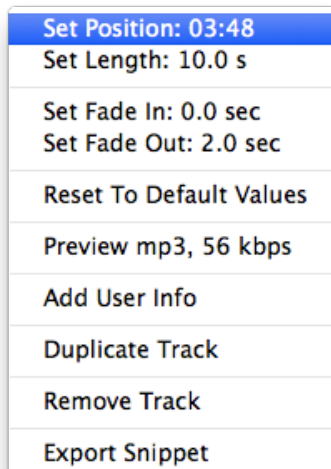 Set Position: 03:48
Set Length: 10.0 s
Set Fade In: 0.0 sec
Set Fade Out: 2.0 sec
Reset To Default Values
Preview mp3, 56 kbps
Add User Info
Duplicate Track
Remove Track
Export Snippet